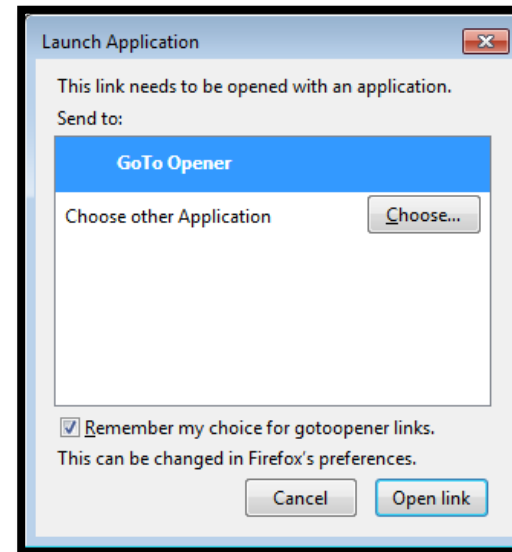 Launch Application
This link needs to be opened with an application.
Send to:
GoTo Opener
Choose other Application
Choose...
Remember my choice for gotoopener links.
This can be changed in Firefox's preferences.
Cancel
Open link